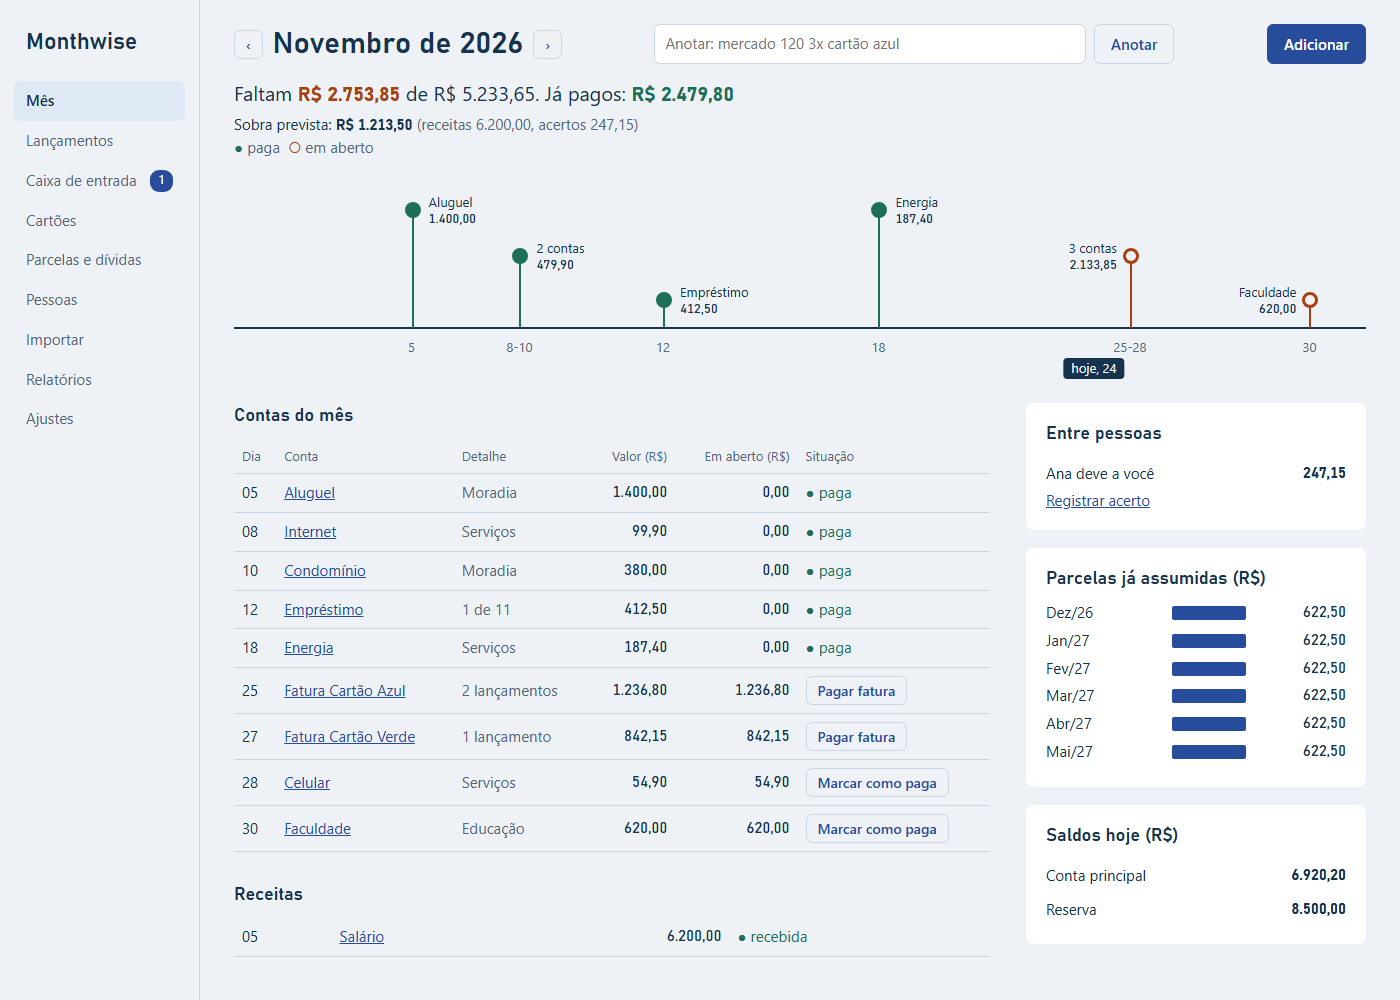 Monthwise
Mês
Lançamentos
Caixa de entrada 1
Cartões
Parcelas e dívidas
Pessoas
Importar
Relatórios
Ajustes
‹ Novembro de 2026 ›
Anotar: mercado 120 3x cartão azul
Anotar
Adicionar
Faltam R$ 2.753,85 de R$ 5.233,65. Já pagos: R$ 2.479,80
Sobra prevista: R$ 1.213,50 (receitas 6.200,00, acertos 247,15)
paga em aberto
Aluguel
1.400,00
2 contas
479,90
Empréstimo
412,50
Energia
187,40
3 contas
2.133,85
Faculdade
620,00
5 8-10 12 18 25-28 30
hoje, 24
Contas do mês
Dia Conta Detalhe Valor (R$) Em aberto (R$) Situação
05 Aluguel Moradia 1.400,00 0,00 paga
08 Internet Serviços 99,90 0,00 paga
10 Condomínio Moradia 380,00 0,00 paga
12 Empréstimo 1 de 11 412,50 0,00 paga
18 Energia Serviços 187,40 0,00 paga
25 Fatura Cartão Azul 2 lançamentos 1.236,80 1.236,80 Pagar fatura
27 Fatura Cartão Verde 1 lançamento 842,15 842,15 Pagar fatura
28 Celular Serviços 54,90 54,90 Marcar como paga
30 Faculdade Educação 620,00 620,00 Marcar como paga
Receitas
05 Salário 6.200,00 recebida
Entre pessoas
Ana deve a você 247,15
Registrar acerto
Parcelas já assumidas (R$)
Dez/26 622,50
Jan/27 622,50
Fev/27 622,50
Mar/27 622,50
Abr/27 622,50
Mai/27 622,50
Saldos hoje (R$)
Conta principal 6.920,20
Reserva 8.500,00